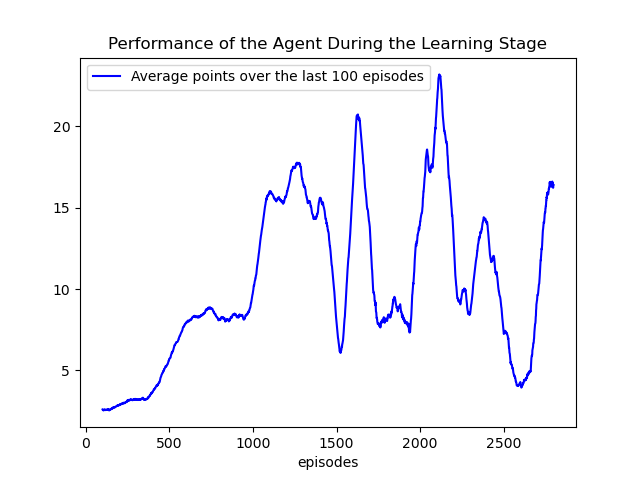 Performance of the Agent During the Learning Stage
Average points over the last 100 episodes
20
15
10
5
0 500 1000 1500 2000 2500
episodes